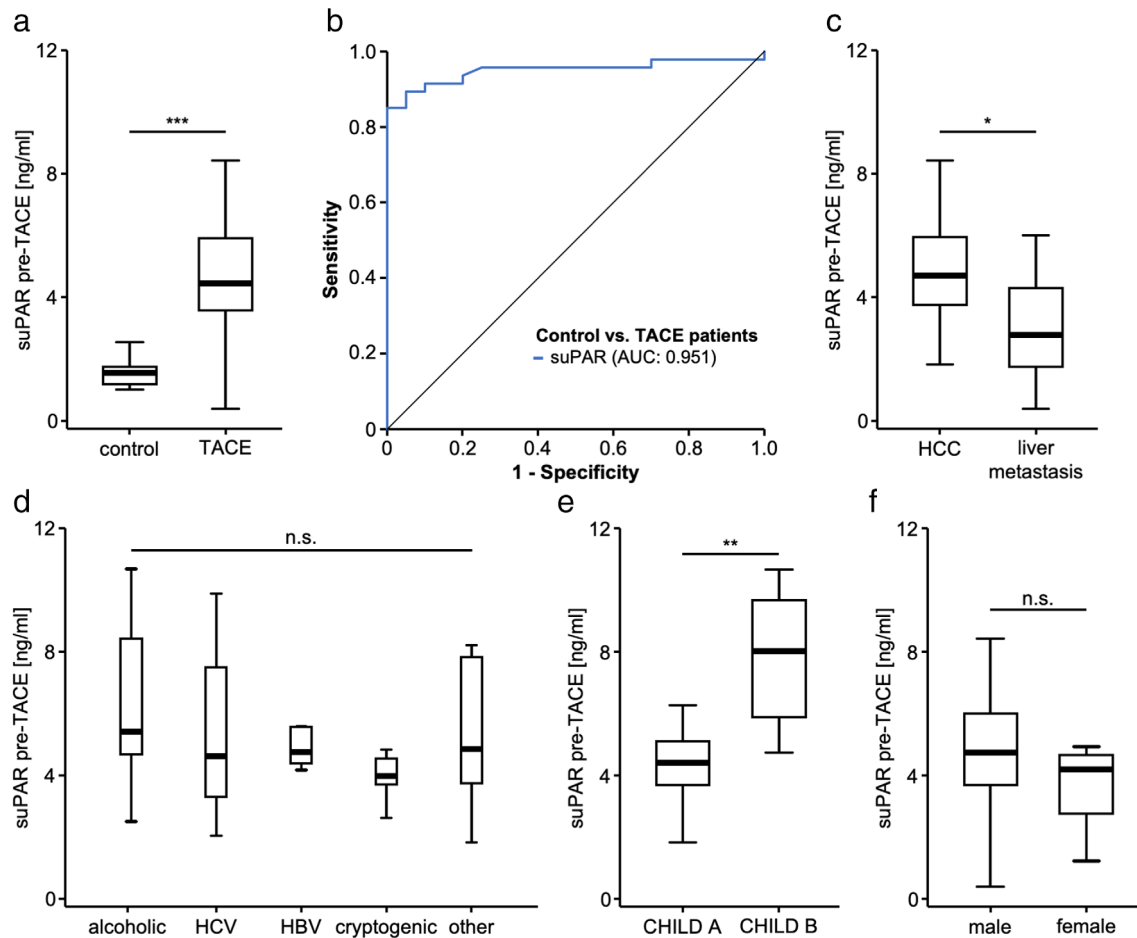 a
suPAR pre-TACE [ng/ml]
12
8
4
0
***
control
TACE
b
Sensitivity
1.0
0.8
0.6
0.4
0.2
0
0
0.2
0.4
0.6
0.8
1.0
1 - Specificity
Control vs. TACE patients
suPAR (AUC: 0.951)
c
suPAR pre-TACE [ng/ml]
12
8
4
0
*
HCC
liver
metastasis
d
suPAR pre-TACE [ng/ml]
12
8
4
0
n.s.
alcoholic
HCV
HBV
cryptogenic
other
e
suPAR pre-TACE [ng/ml]
12
8
4
0
**
CHILD A
CHILD B
f
suPAR pre-TACE [ng/ml]
12
8
4
0
n.s.
male
female